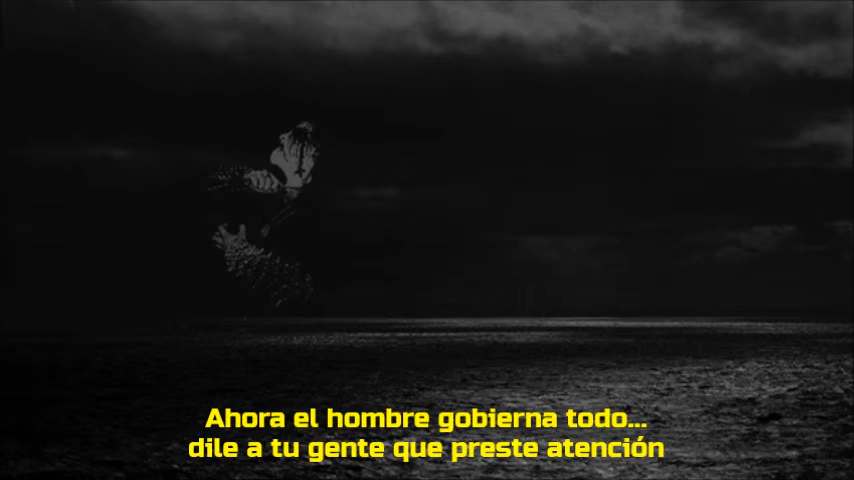 Ahora el hombre gobierna todo...
dile a tu gente que preste atención